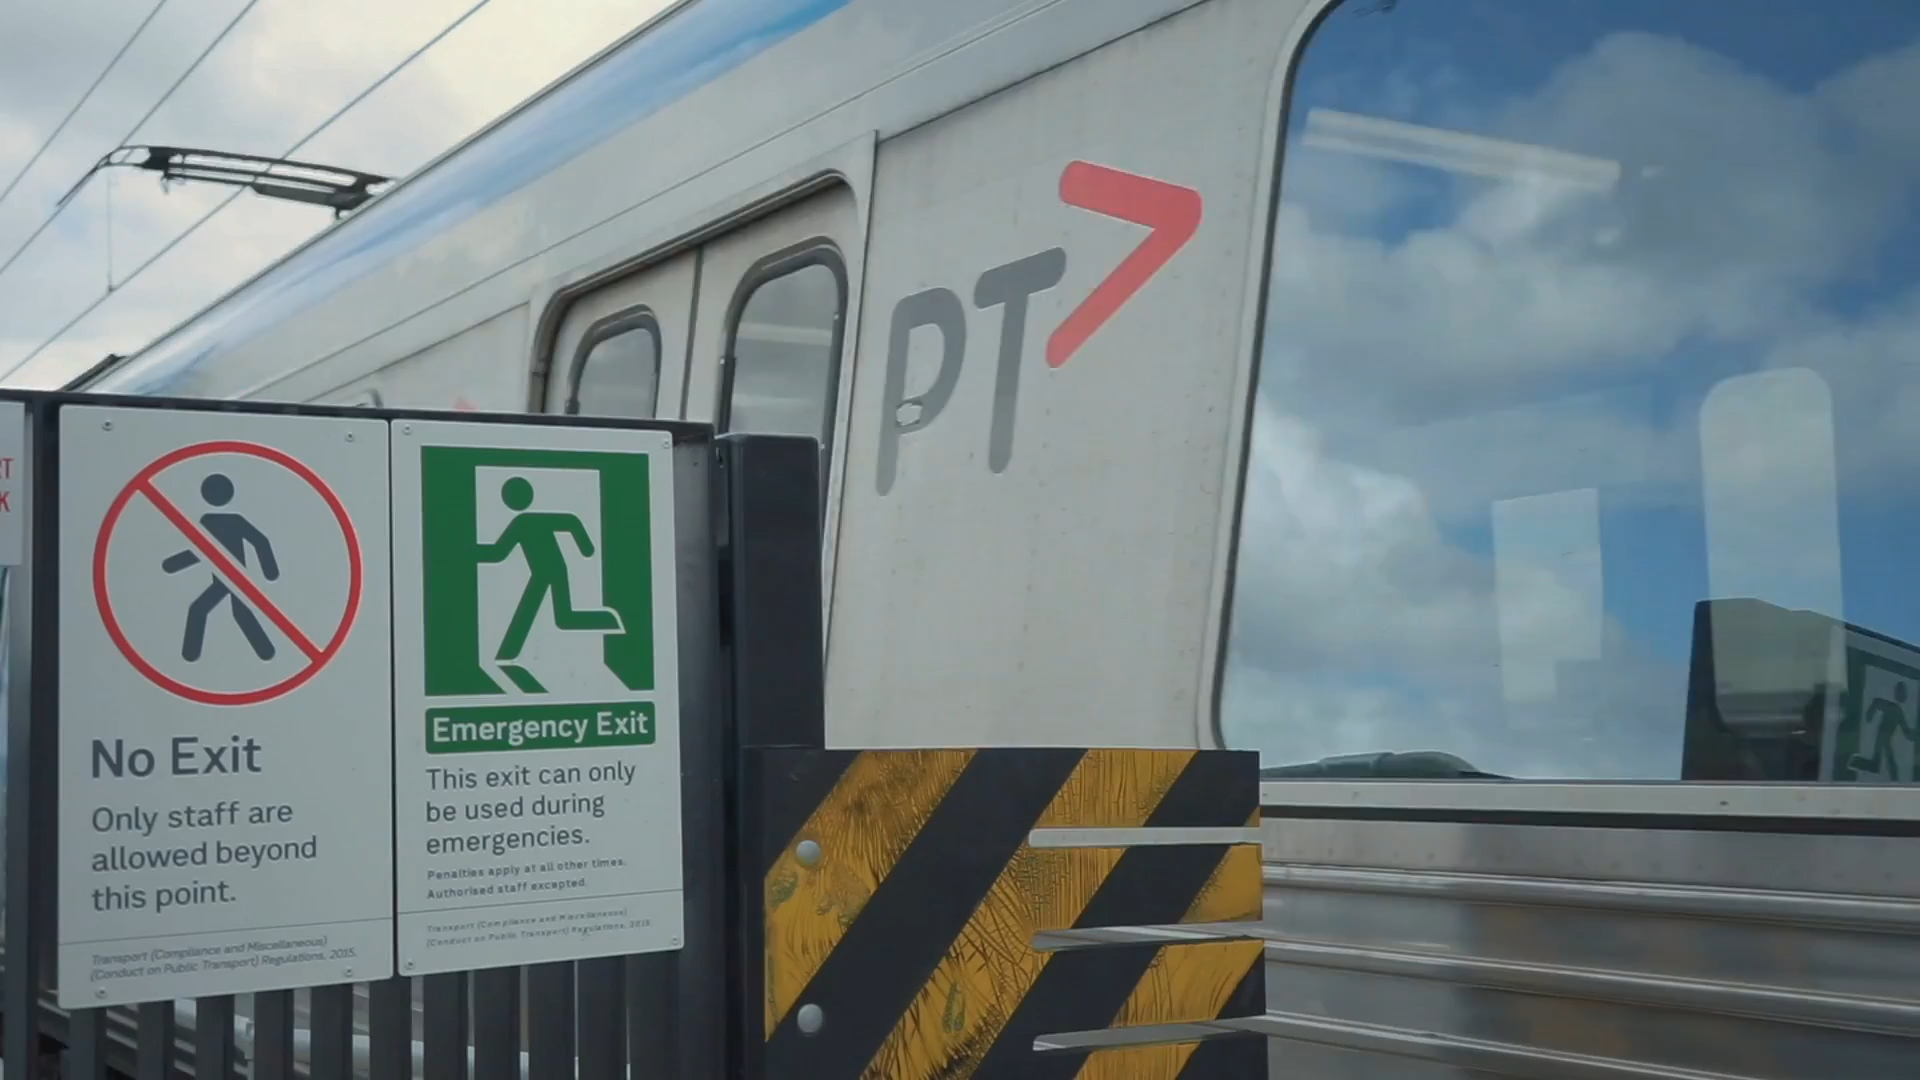 PT
RT
K
No Exit
Only staff are
allowed beyond
this point.
Transport (Compliance and Miscellaneous)
(Conduct on Public Transport) Regulations, 2015.
Emergency Exit
This exit can only
be used during
emergencies.
Penalties apply at all other times.
Authorised staff excepted.
Transport (Compliance and Miscellaneous)
(Conduct on Public Transport) Regulations, 2015.